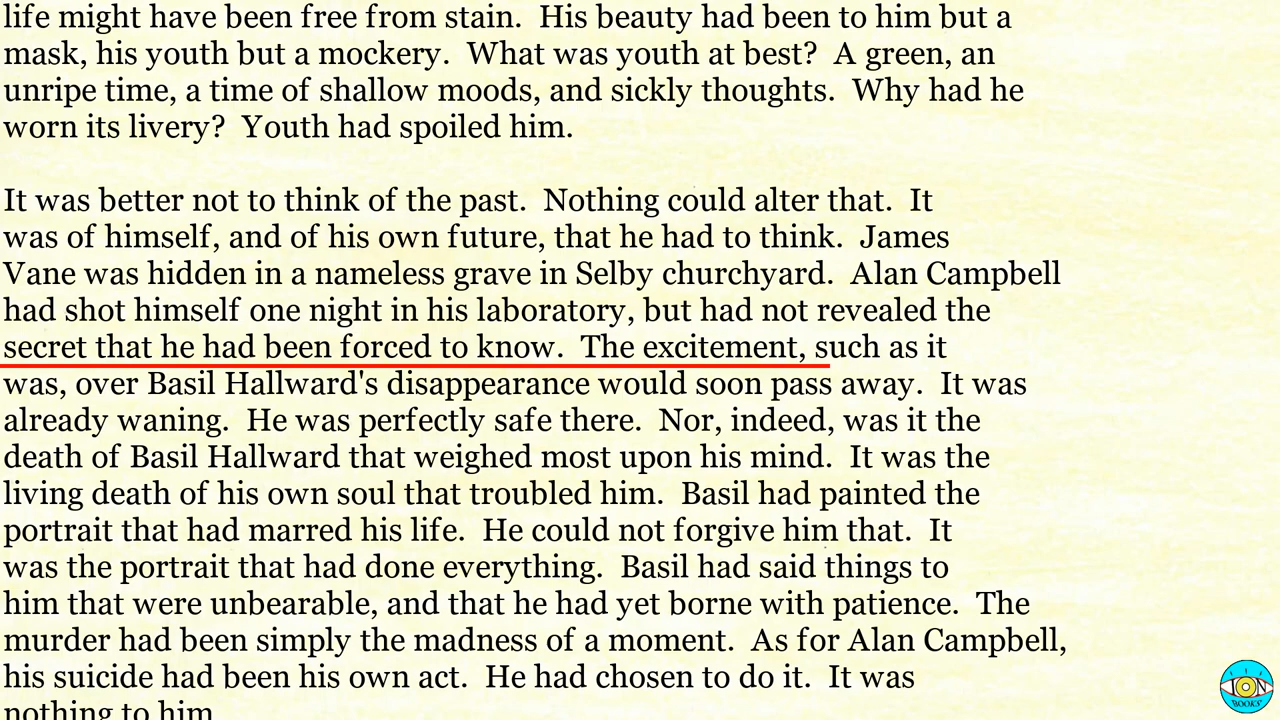 life might have been free from stain.  His beauty had been to him but a
mask, his youth but a mockery.  What was youth at best?  A green, an
unripe time, a time of shallow moods, and sickly thoughts.  Why had he
worn its livery?  Youth had spoiled him.
It was better not to think of the past.  Nothing could alter that.  It
was of himself, and of his own future, that he had to think.  James
Vane was hidden in a nameless grave in Selby churchyard.  Alan Campbell
had shot himself one night in his laboratory, but had not revealed the
secret that he had been forced to know.  The excitement, such as it
was, over Basil Hallward's disappearance would soon pass away.  It was
already waning.  He was perfectly safe there.  Nor, indeed, was it the
death of Basil Hallward that weighed most upon his mind.  It was the
living death of his own soul that troubled him.  Basil had painted the
portrait that had marred his life.  He could not forgive him that.  It
was the portrait that had done everything.  Basil had said things to
him that were unbearable, and that he had yet borne with patience.  The
murder had been simply the madness of a moment.  As for Alan Campbell,
his suicide had been his own act.  He had chosen to do it.  It was
nothing to him
ION
BOOKS